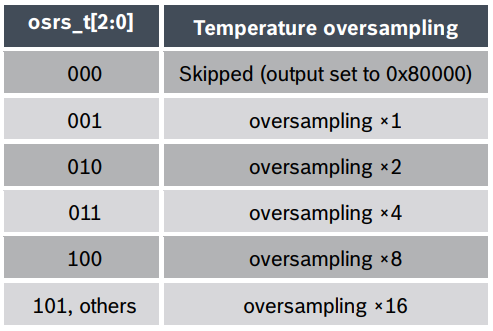 osrs_t[2:0] Temperature oversampling
000 Skipped (output set to 0x80000)
001 oversampling ×1
010 oversampling ×2
011 oversampling ×4
100 oversampling ×8
101, others oversampling ×16